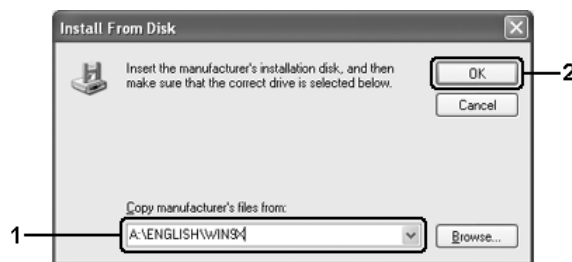 Install From Disk
Insert the manufacturer's installation disk, and then
make sure that the correct drive is selected below.
OK
2
Cancel
Copy manufacturer's files from:
1
A:\ENGLISH\WIN9X
Browse...